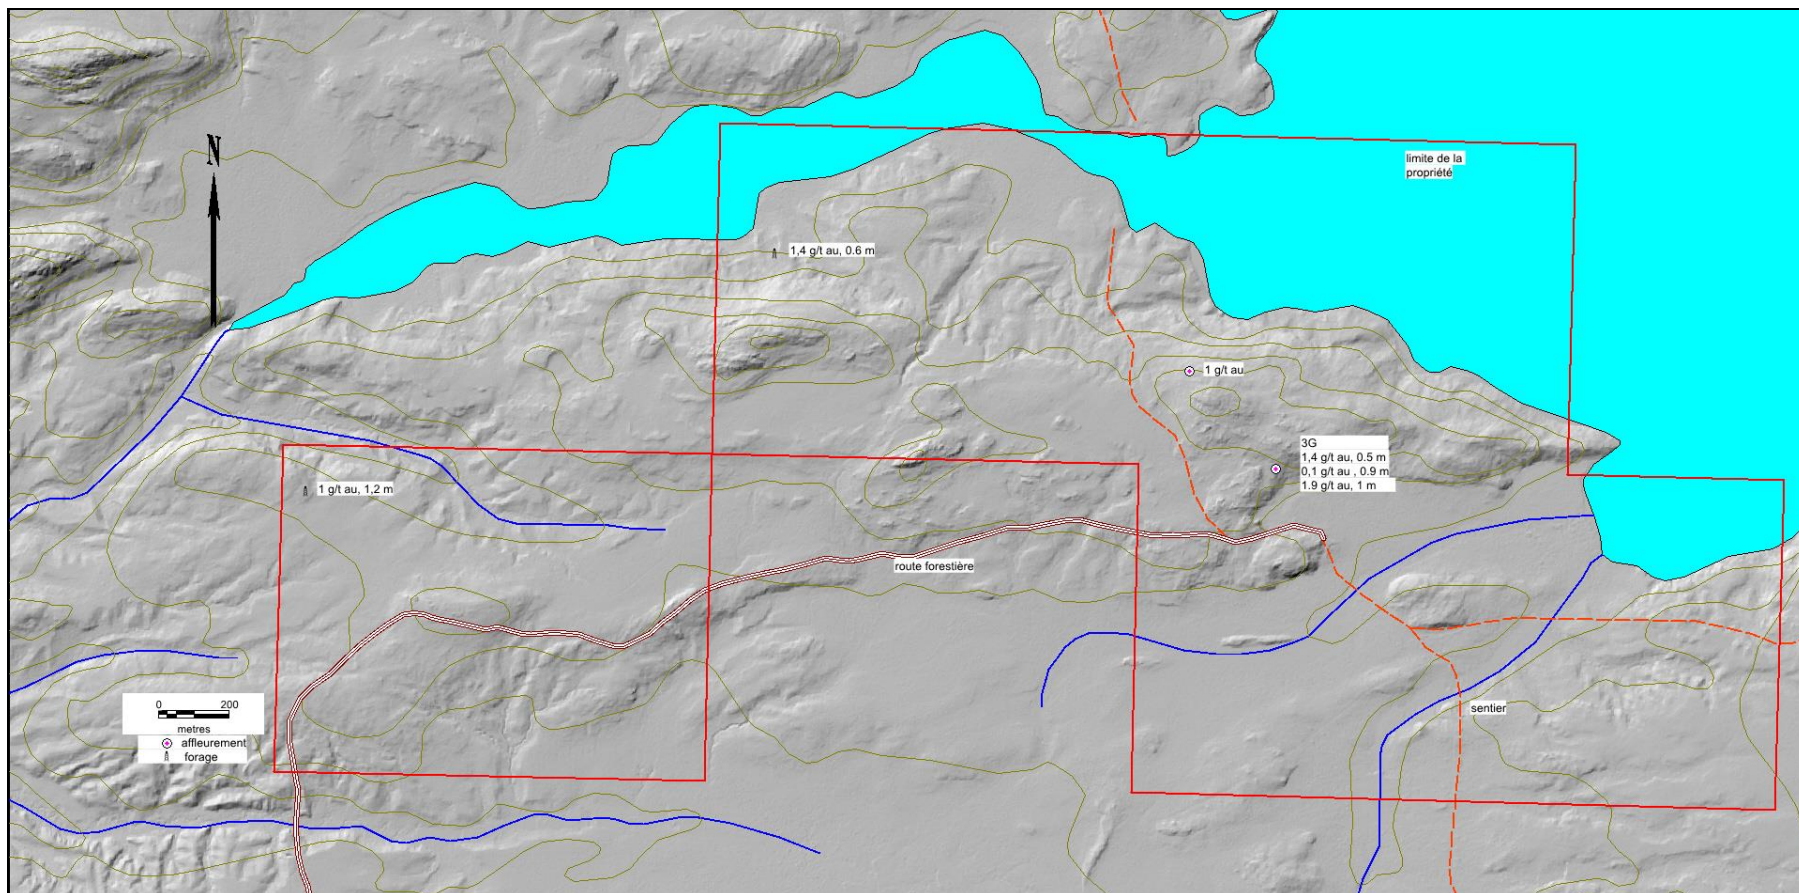 limite de la
propriété
N
1,4 g/t au, 0.6 m
1 g/t au
3G
1,4 g/t au, 0.5 m
0,1 g/t au , 0.9 m
1.9 g/t au, 1 m
1 g/t au, 1,2 m
route forestière
sentier
0 200
metres
affleurement
forage